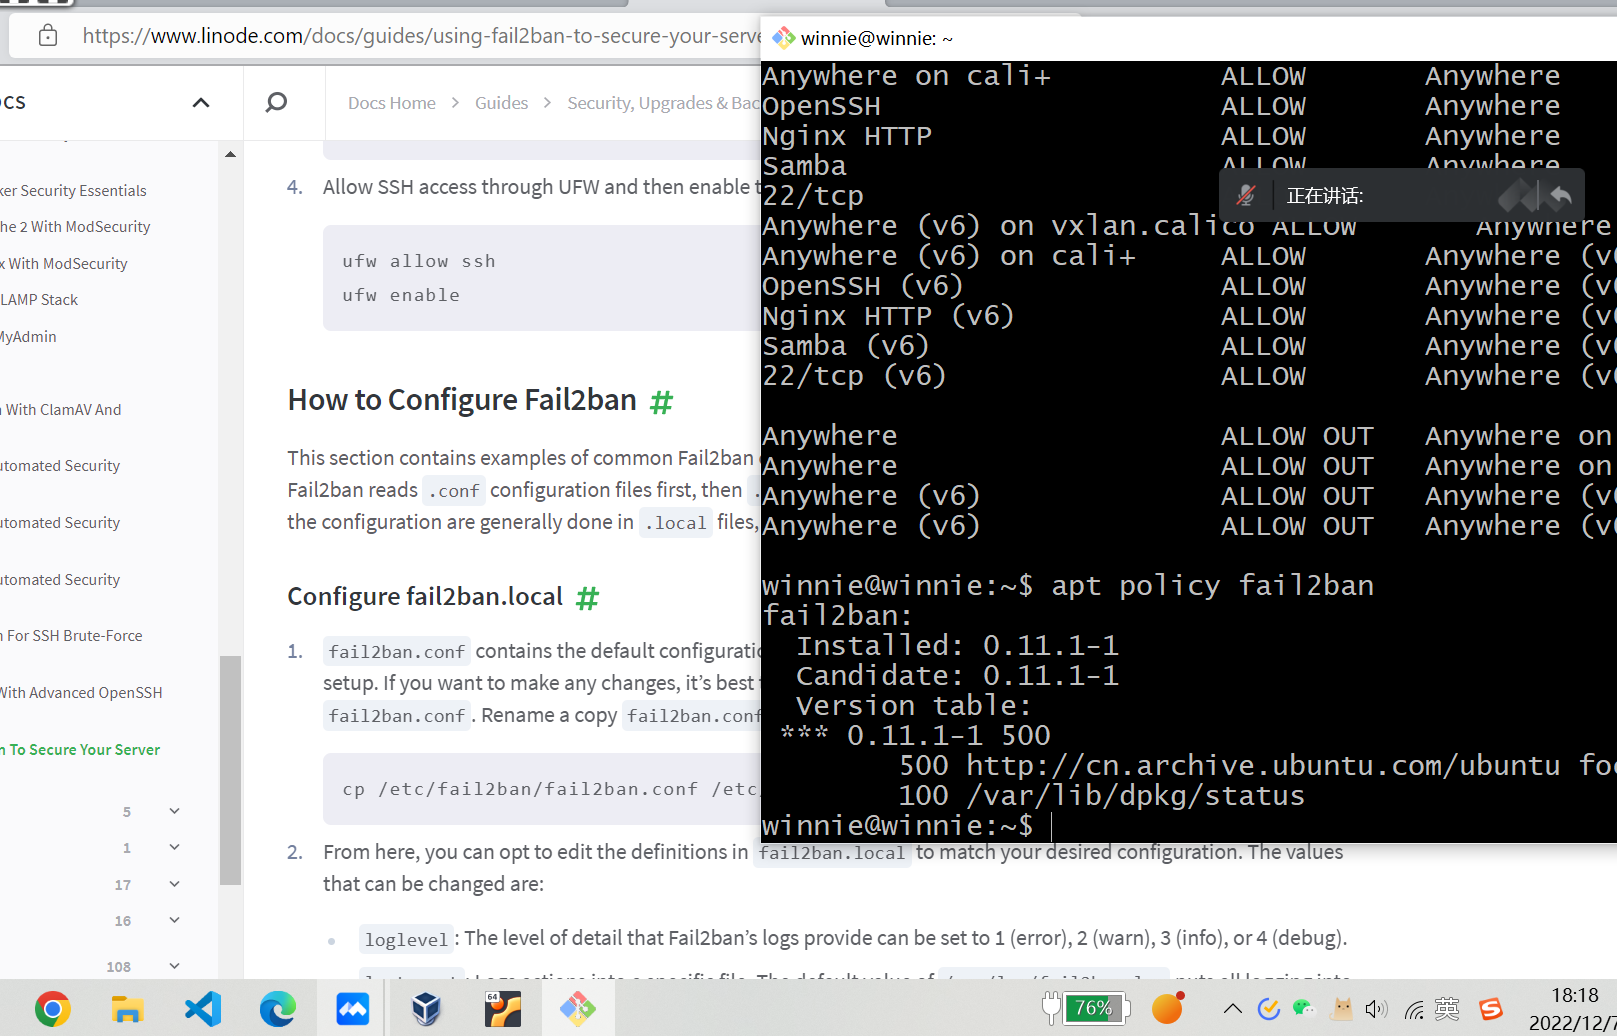 https://www.linode.com/docs/guides/using-fail2ban-to-secure-your-serve
Docs Home > Guides > Security, Upgrades & Bac
Security Essentials
2 With ModSecurity
With ModSecurity
LAMP Stack
With ClamAV And
Security
Security
Security
For SSH Brute-Force
With Advanced OpenSSH
To Secure Your Server
5
1
17
16
108
4. Allow SSH access through UFW and then enable
ufw allow ssh
ufw enable
How to Configure Fail2ban #
This section contains examples of common Fail2ban
Fail2ban reads .conf configuration files first, then
the configuration are generally done in .local files,
Configure fail2ban.local #
1. fail2ban.conf contains the default
setup. If you want to make any changes, it's best
fail2ban.conf. Rename a copy fail2ban.conf
cp /etc/fail2ban/fail2ban.conf /etc
2. From here, you can opt to edit the definitions in fail2ban.local to match your desired configuration. The values
that can be changed are:
loglevel: The level of detail that Fail2ban's logs provide can be set to 1 (error), 2 (warn), 3 (info), or 4 (debug).
winnie@winnie: ~
Anywhere on cali+ ALLOW Anywhere
OpenSSH ALLOW Anywhere
Nginx HTTP ALLOW Anywhere
Samba ALLOW Anywhere
22/tcp
正在讲话:
Anywhere (v6) on vxlan.calico ALLOW Anywhere
Anywhere (v6) on cali+ ALLOW Anywhere (v6
OpenSSH (v6) ALLOW Anywhere (v6
Nginx HTTP (v6) ALLOW Anywhere (v6
Samba (v6) ALLOW Anywhere (v6
22/tcp (v6) ALLOW Anywhere (v6
Anywhere ALLOW OUT Anywhere on
Anywhere ALLOW OUT Anywhere on
Anywhere (v6) ALLOW OUT Anywhere (v6
Anywhere (v6) ALLOW OUT Anywhere (v6
winnie@winnie:~$ apt policy fail2ban
fail2ban:
Installed: 0.11.1-1
Candidate: 0.11.1-1
Version table:
*** 0.11.1-1 500
500 http://cn.archive.ubuntu.com/ubuntu foc
100 /var/lib/dpkg/status
winnie@winnie:~$
64
76%
英
18:18
2022/12/7